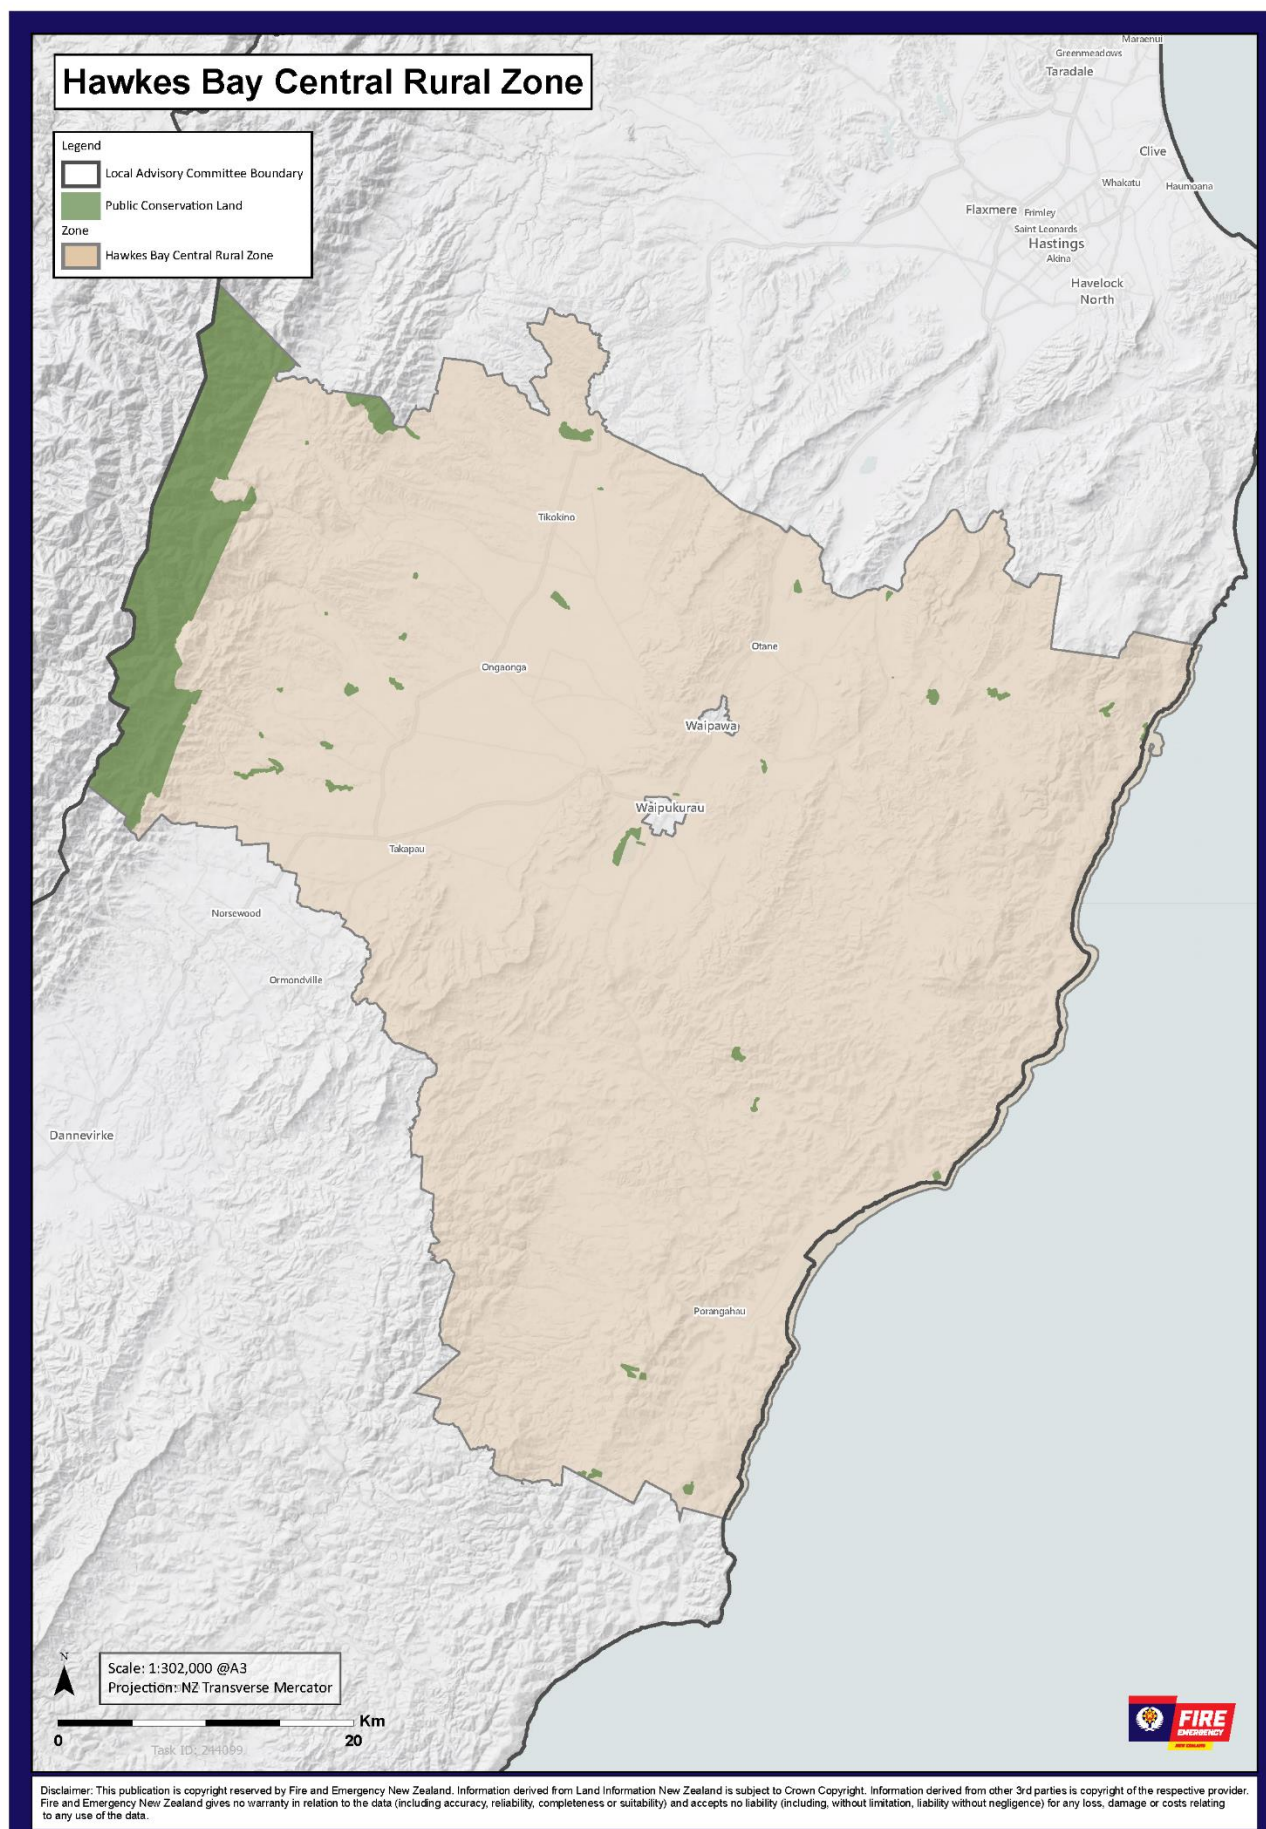 Hawkes Bay Central Rural Zone
Legend
Local Advisory Committee Boundary
Public Conservation Land
Zone
Hawkes Bay Central Rural Zone
Maraenui
Greenmeadows
Taradale
Clive
Whakatu
Haumoana
Flaxmere
Frimley
Saint Leonards
Hastings
Akina
Havelock
North
Tikokino
Otane
Ongaonga
Waipawa
Waipukurau
Takapau
Norsewood
Ormondville
Dannevirke
Porangahau
N
Scale: 1:302,000 @A3
Projection: NZ Transverse Mercator
Km
0
20
Task ID: 244099
FIRE
EMERGENCY
NEW ZEALAND
Disclaimer: This publication is copyright reserved by Fire and Emergency New Zealand. Information derived from Land Information New Zealand is subject to Crown Copyright. Information derived from other 3rd parties is copyright of the respective provider.
Fire and Emergency New Zealand gives no warranty in relation to the data (including accuracy, reliability, completeness or suitability) and accepts no liability (including, without limitation, liability without negligence) for any loss, damage or costs relating
to any use of the data.